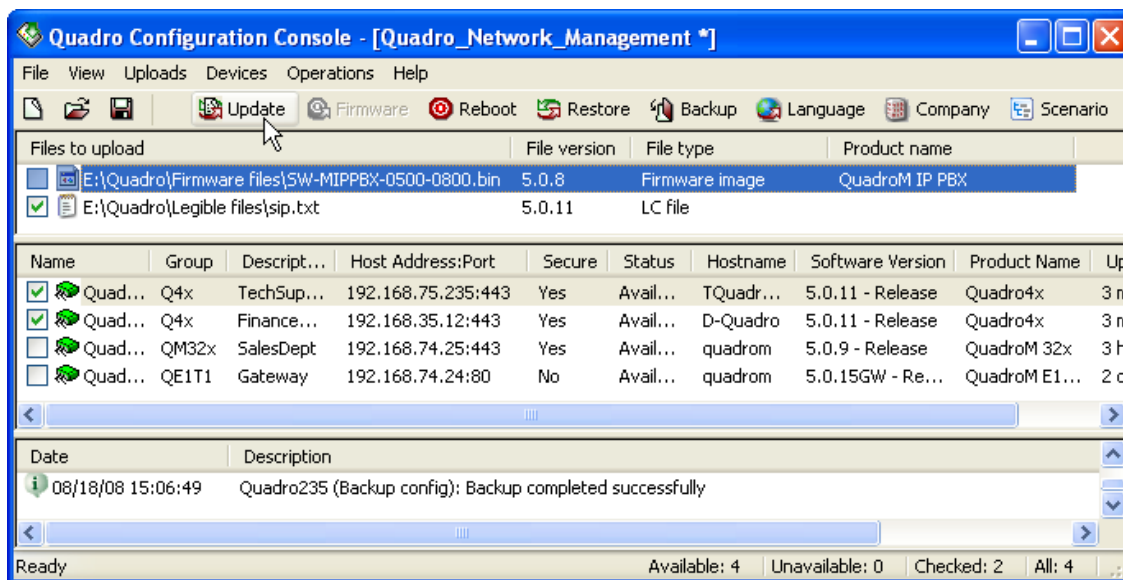 Quadro Configuration Console - [Quadro_Network_Management *]
File View Uploads Devices Operations Help
Update Firmware Reboot Restore Backup Language Company Scenario
Files to upload File version File type Product name
E:\Quadro\Firmware files\SW-MIPPBX-0500-0800.bin 5.0.8 Firmware image QuadroM IP PBX
E:\Quadro\Legible files\sip.txt 5.0.11 LC file
Name Group Descript... Host Address:Port Secure Status Hostname Software Version Product Name Up
Quad... Q4x TechSup... 192.168.75.235:443 Yes Avail... TQuadr... 5.0.11 - Release Quadro4x 3
Quad... Q4x Finance... 192.168.35.12:443 Yes Avail... D-Quadro 5.0.11 - Release Quadro4x 3
Quad... QM32x SalesDept 192.168.74.25:443 Yes Avail... quadrom 5.0.9 - Release QuadroM 32x 3
Quad... QE1T1 Gateway 192.168.74.24:80 No Avail... quadrom 5.0.15GW - Re... QuadroM E1... 2
Date Description
08/18/08 15:06:49 Quadro235 (Backup config): Backup completed successfully
Ready Available: 4 Unavailable: 0 Checked: 2 All: 4